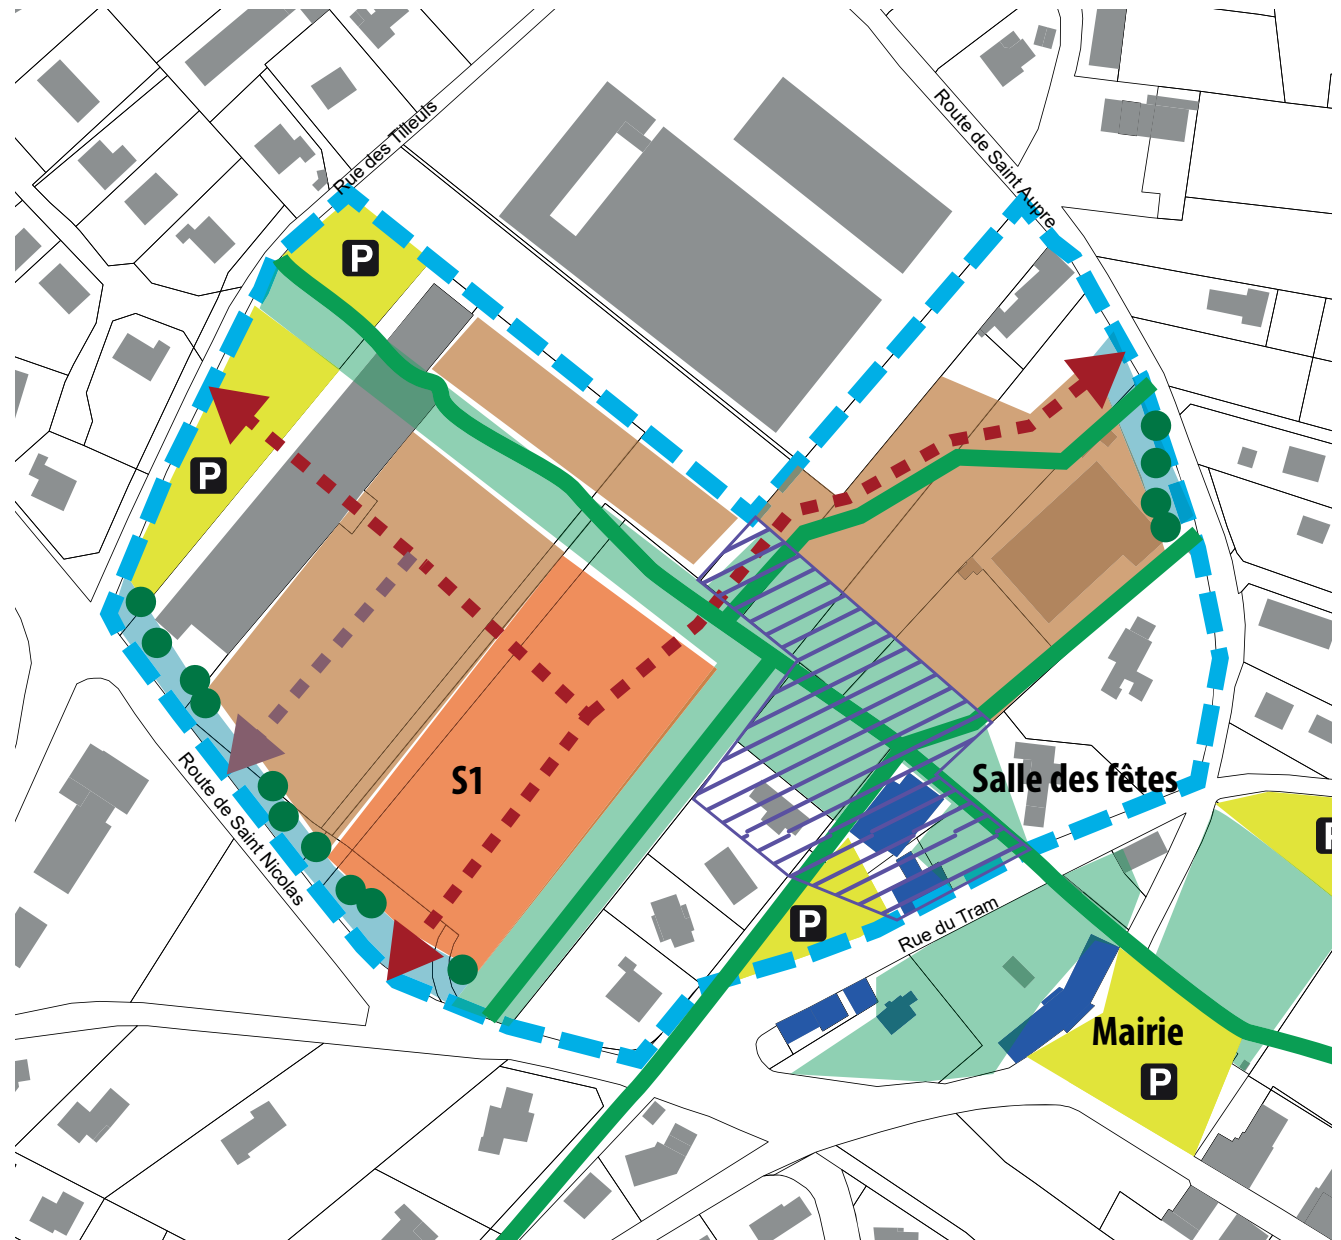 Rue des Tilleuls
Route de Saint Aupre
P
P
S1
Salle des fêtes
Route de Saint Nicolas
P
P
Rue du Tram
Mairie
P